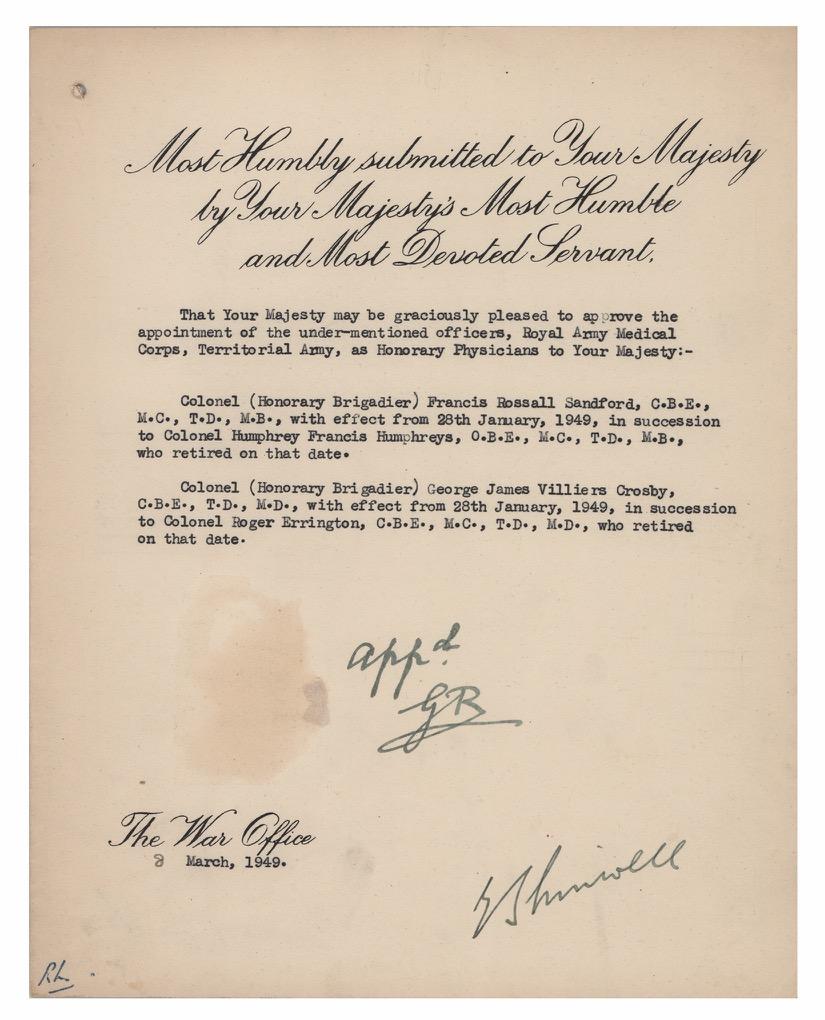 Most Humbly submitted to Your Majesty
by Your Majesty's Most Humble
and Most Devoted Servant.
That Your Majesty may be graciously pleased to approve the
appointment of the under-mentioned officers, Royal Army Medical
Corps, Territorial Army, as Honorary Physicians to Your Majesty:-
Colonel (Honorary Brigadier) Francis Rossall Sandford, C.B.E.,
M.C., T.D., M.B., with effect from 28th January, 1949, in succession
to Colonel Humphrey Francis Humphreys, O.B.E., M.C., T.D., M.B.,
who retired on that date.
Colonel (Honorary Brigadier) George James Villiers Crosby,
C.B.E., T.D., M.D., with effect from 28th January, 1949, in succession
to Colonel Roger Errington, C.B.E., M.C., T.D., M.D., who retired
on that date.
appd.
GR
The War Office
March, 1949.
EShinwell